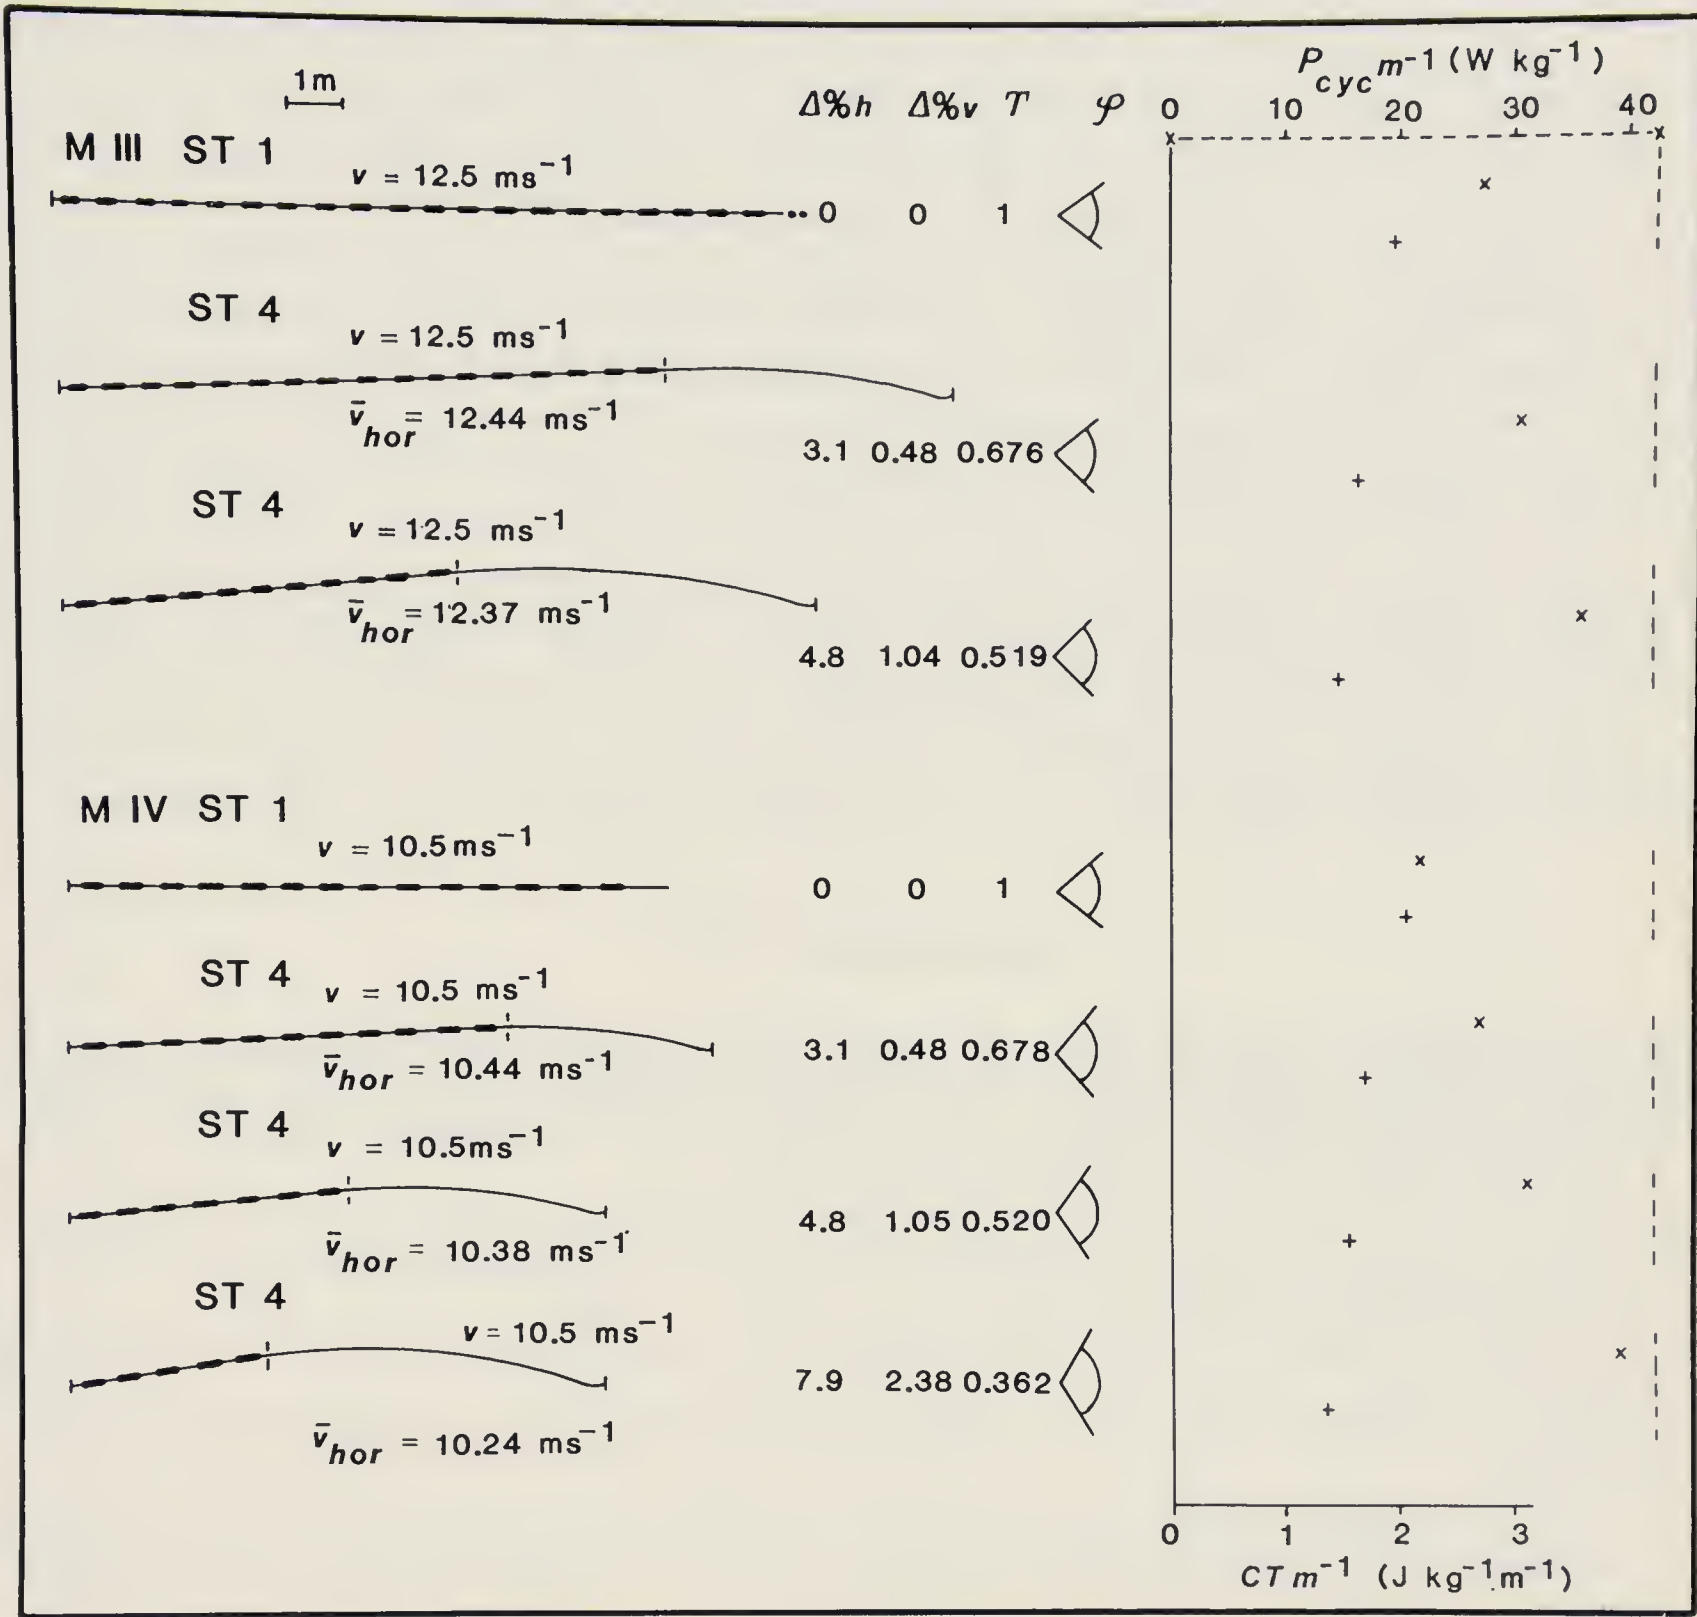 1m
Δ%h Δ%v T φ
P_cyc m⁻¹ (W kg⁻¹)
0 10 20 30 40
M III ST 1
v = 12.5 ms⁻¹
0 0 1
ST 4
v = 12.5 ms⁻¹
v̄_hor = 12.44 ms⁻¹
3.1 0.48 0.676
ST 4
v = 12.5 ms⁻¹
v̄_hor = 12.37 ms⁻¹
4.8 1.04 0.519
M IV ST 1
v = 10.5 ms⁻¹
0 0 1
ST 4
v = 10.5 ms⁻¹
v̄_hor = 10.44 ms⁻¹
3.1 0.48 0.678
ST 4
v = 10.5 ms⁻¹
v̄_hor = 10.38 ms⁻¹
4.8 1.05 0.520
ST 4
v = 10.5 ms⁻¹
7.9 2.38 0.362
v̄_hor = 10.24 ms⁻¹
0 1 2 3
CT m⁻¹ (J kg⁻¹.m⁻¹)